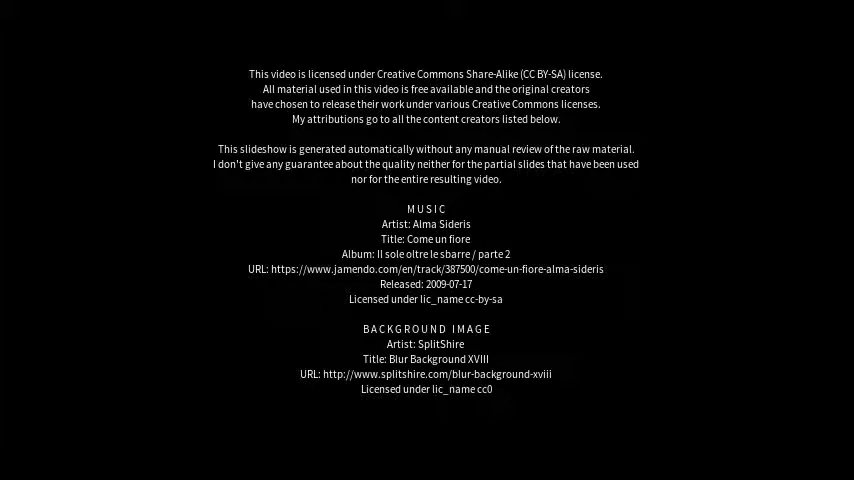 This video is licensed under Creative Commons Share-Alike (CC BY-SA) license.
All material used in this video is free available and the original creators
have chosen to release their work under various Creative Commons licenses.
My attributions go to all the content creators listed below.
This slideshow is generated automatically without any manual review of the raw material.
I don't give any guarantee about the quality neither for the partial slides that have been used
nor for the entire resulting video.
MUSIC
Artist: Alma Sideris
Title: Come un fiore
Album: Il sole oltre le sbarre / parte 2
URL: https://www.jamendo.com/en/track/387500/come-un-fiore-alma-sideris
Released: 2009-07-17
Licensed under lic_name cc-by-sa
BACKGROUND IMAGE
Artist: SplitShire
Title: Blur Background XVIII
URL: http://www.splitshire.com/blur-background-xviii
Licensed under lic_name cc0